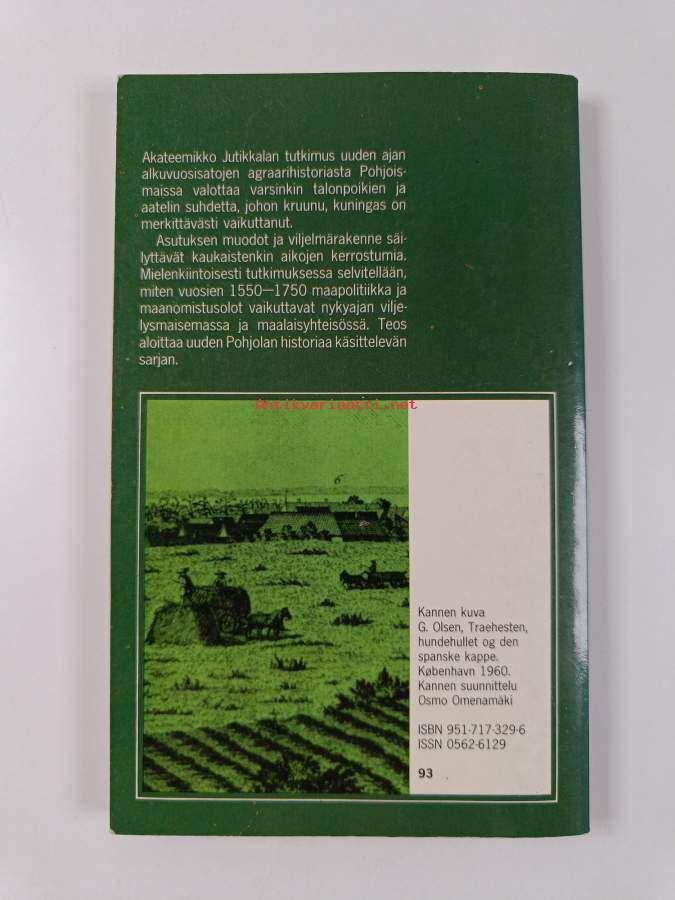 Akateemikko Jutikkalan tutkimus uuden ajan
alkuvuosisatojen agraarihistoriasta Pohjois-
maissa valottaa varsinkin talonpoikien ja
aatelin suhdetta, johon kruunu, kuningas on
merkittävästi vaikuttanut.
Asutuksen muodot ja viljelmärakenne säi-
lyttävät kaukaistenkin aikojen kerrostumia.
Mielenkiintoisesti tutkimuksessa selvitellään,
miten vuosien 1550—1750 maapolitiikka ja
maanomistusolot vaikuttavat nykyajan vilje-
lysmaisemassa ja maalaisyhteisössä. Teos
aloittaa uuden Pohjolan historiaa käsittelevän
sarjan.
Antikvariaatti.net
Kannen kuva
G. Olsen, Traehesten,
hundehullet og den
spanske kappe.
København 1960.
Kannen suunnittelu
Osmo Omenamäki
ISBN 951-717-329-6
ISSN 0562-6129
93